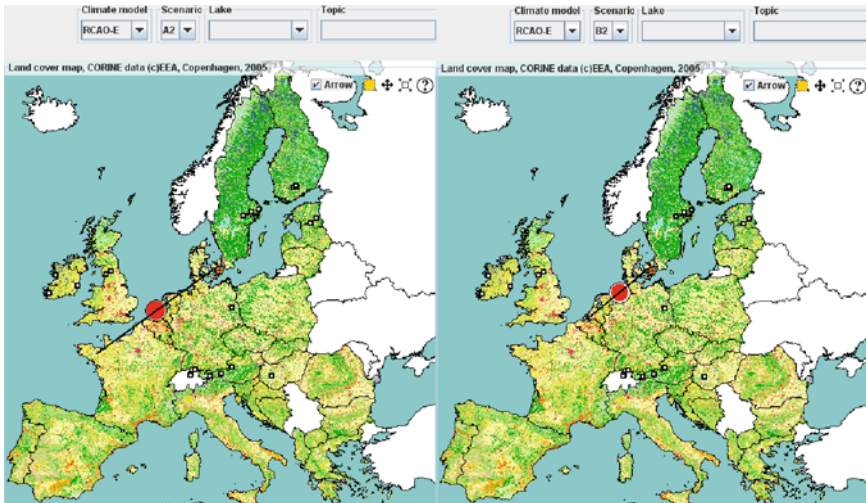 Climate model Scenario Lake Topic
RCAO-E A2
Land cover map, CORINE data (c)EEA, Copenhagen, 2005.
Arrow
?
Climate model Scenario Lake Topic
RCAO-E B2
Land cover map, CORINE data (c)EEA, Copenhagen, 2005.
Arrow
?